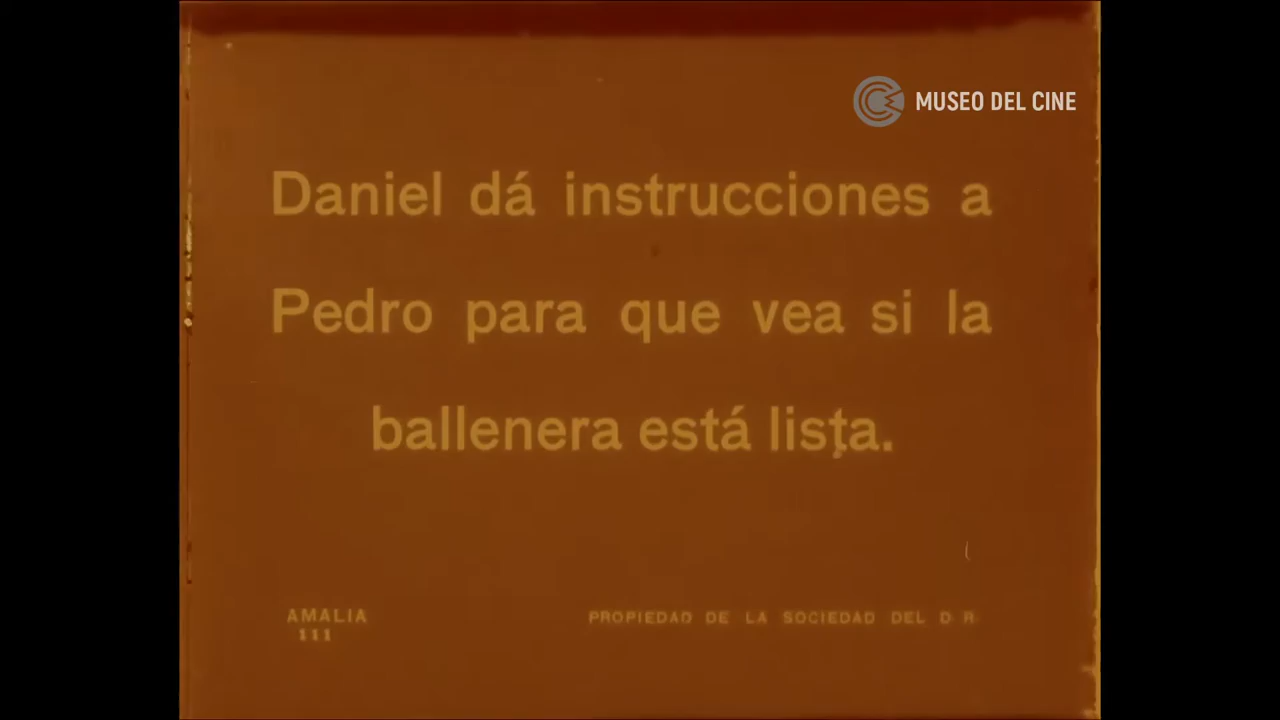 MUSEO DEL CINE
Daniel dá instrucciones a
Pedro para que vea si la
ballenera está lista.
AMALIA
111
PROPIEDAD DE LA SOCIEDAD DEL D R